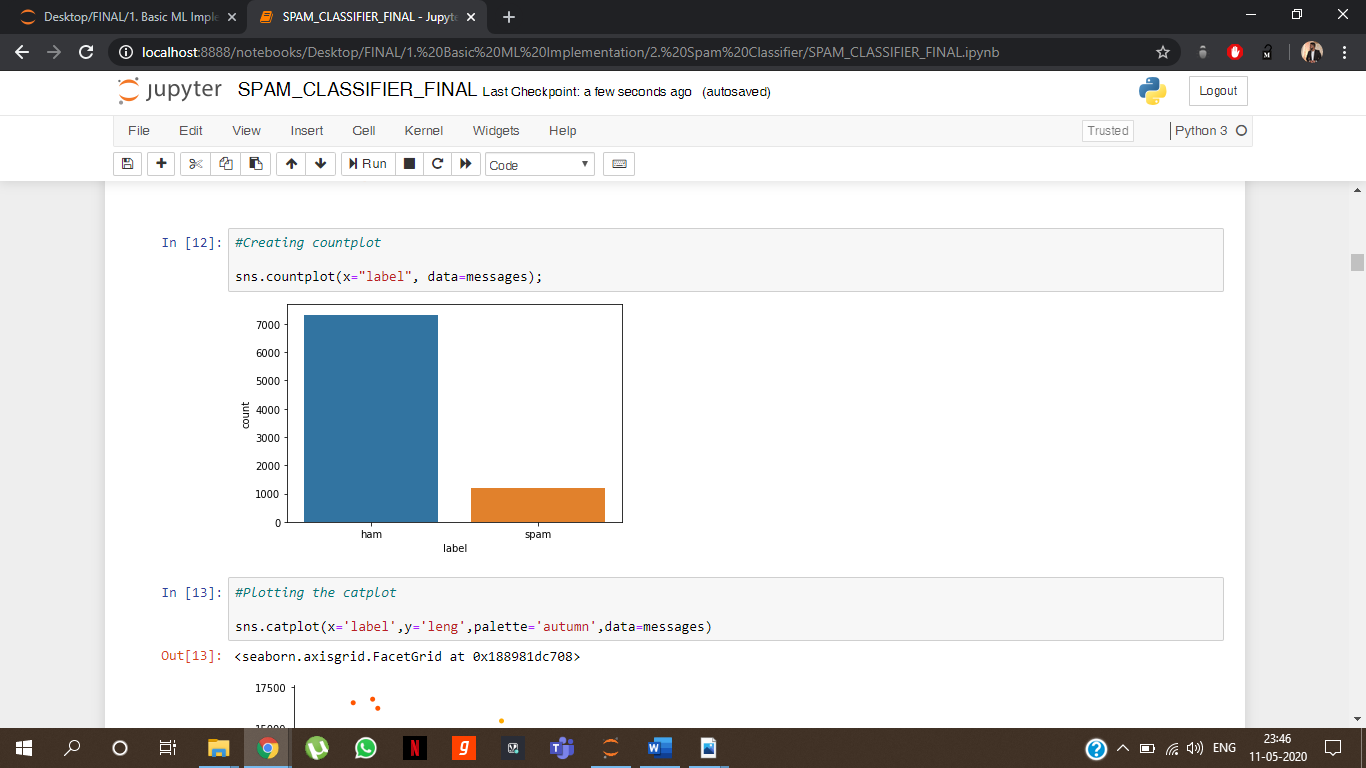 Desktop/FINAL/1. Basic ML Imple
SPAM_CLASSIFIER_FINAL - Jupyte
localhost:8888/notebooks/Desktop/FINAL/1.%20Basic%20ML%20Implementation/2.%20Spam%20Classifier/SPAM_CLASSIFIER_FINAL.ipynb
jupyter SPAM_CLASSIFIER_FINAL Last Checkpoint: a few seconds ago (autosaved)
Logout
File Edit View Insert Cell Kernel Widgets Help
Trusted
Python 3
Run
Code
In [12]:
#Creating countplot
sns.countplot(x="label", data=messages);
7000
6000
5000
4000
3000
2000
1000
0
count
ham spam
label
In [13]:
#Plotting the catplot
sns.catplot(x='label',y='leng',palette='autumn',data=messages)
Out[13]: <seaborn.axisgrid.FacetGrid at 0x188981dc708>
17500
15000
ENG
23:46
11-05-2020